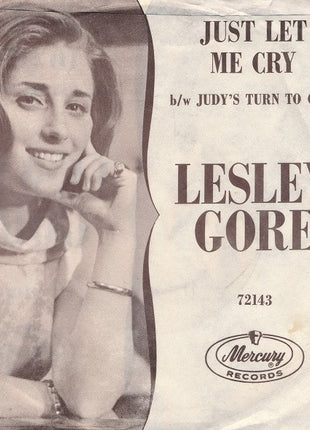 JUST LET
ME CRY
b/w JUDY'S TURN TO
LESLEY
GORE
72143
Mercury
RECORDS